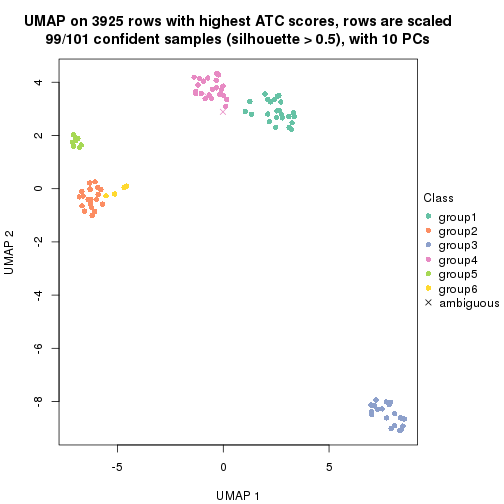 UMAP on 3925 rows with highest ATC scores, rows are scaled
99/101 confident samples (silhouette > 0.5), with 10 PCs
4
2
0
-2
-4
-6
-8
UMAP 2
-5
0
5
UMAP 1
Class
group1
group2
group3
group4
group5
group6
ambiguous